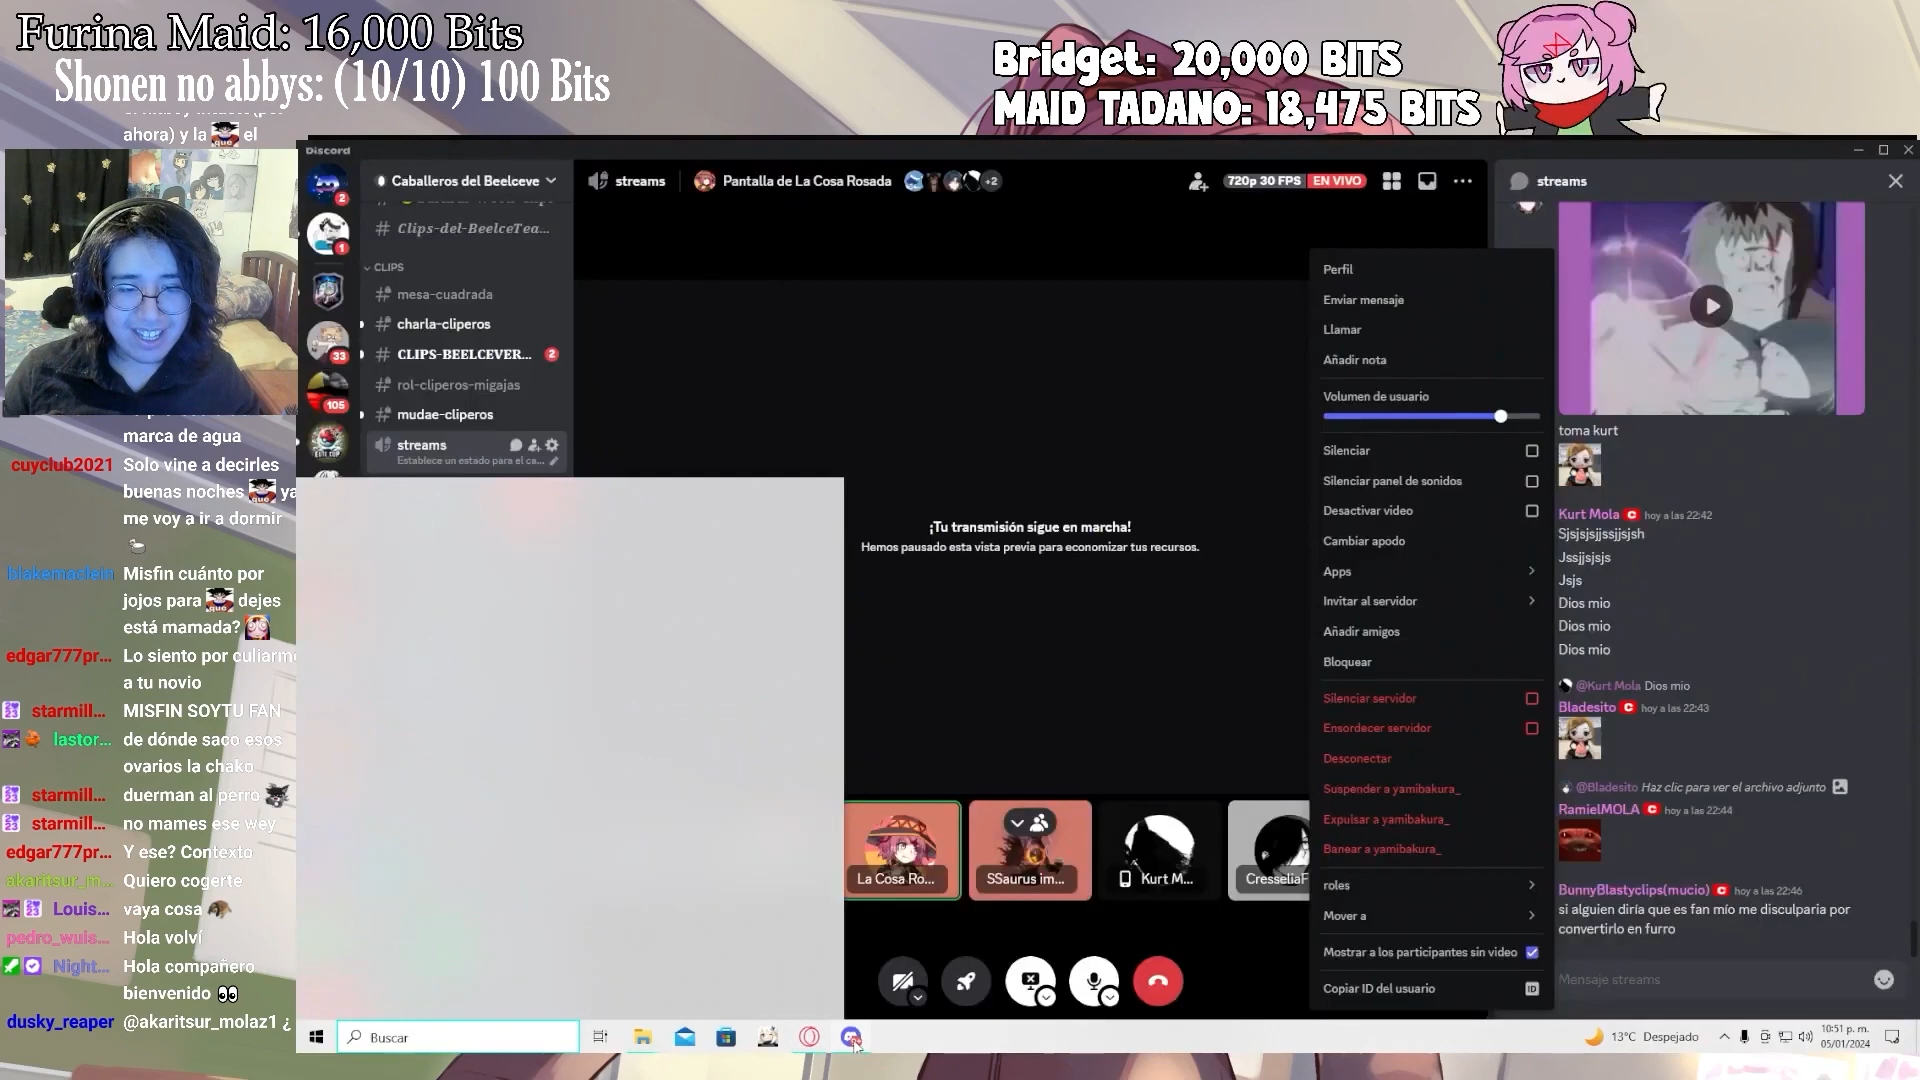 Furina Maid: 16,000 Bits
Shonen no abbys: (10/10) 100 Bits
Bridget: 20,000 BITS
MAID TADANO: 18,475 BITS
ahora) y la el
marca de agua
cuyclub2021 Solo vine a decirles
buenas noches ya
me voy a ir a dormir
blakemaclein Misfin cuánto por
jojos para dejes
está mamada?
edgar777pr... Lo siento por culiarme
a tu novio
starmill... MISFIN SOYTU FAN
lastor... de dónde saco esos
ovarios la chako
starmill... duerman al perro
starmill... no mames ese wey
edgar777pr... Y ese? Contexto
akaritsur_m... Quiero cogerte
Louis... vaya cosa
pedro_wuis... Hola volví
Night... Hola compañero
bienvenido 👀
dusky_reaper @akaritsur_molaz1 ¿
Discord
2
1
33
105
Caballeros del Beelceve
# Clips-del-BeelceTea...
CLIPS
# mesa-cuadrada
# charla-cliperos
# CLIPS-BEELCEVER... 2
# rol-cliperos-migajas
# mudae-cliperos
streams
Establece un estado para el ca...
streams
Pantalla de La Cosa Rosada
+2
720p 30 FPS EN VIVO
¡Tu transmisión sigue en marcha!
Hemos pausado esta vista previa para economizar tus recursos.
La Cosa Ro...
SSaurus im...
Kurt M...
CresseliaF
Perfil
Enviar mensaje
Llamar
Añadir nota
Volumen de usuario
Silenciar
Silenciar panel de sonidos
Desactivar video
Cambiar apodo
Apps
Invitar al servidor
Añadir amigos
Bloquear
Silenciar servidor
Ensordecer servidor
Desconectar
Suspender a yamibakura_
Expulsar a yamibakura_
Banear a yamibakura_
roles
Mover a
Mostrar a los participantes sin video
Copiar ID del usuario ID
streams
toma kurt
Kurt Mola C hoy a las 22:42
Sjsjsjsjjssjjsjsh
Jssjjsjsjs
Jsjs
Dios mio
Dios mio
Dios mio
@Kurt Mola Dios mio
Bladesito C hoy a las 22:43
@Bladesito Haz clic para ver el archivo adjunto
RamielMOLA C hoy a las 22:44
BunnyBlastyclips(mucio) C hoy a las 22:46
si alguien diría que es fan mío me disculparia por
convertirlo en furro
Mensaje streams
Buscar
13°C Despejado
10:51 p. m.
05/01/2024